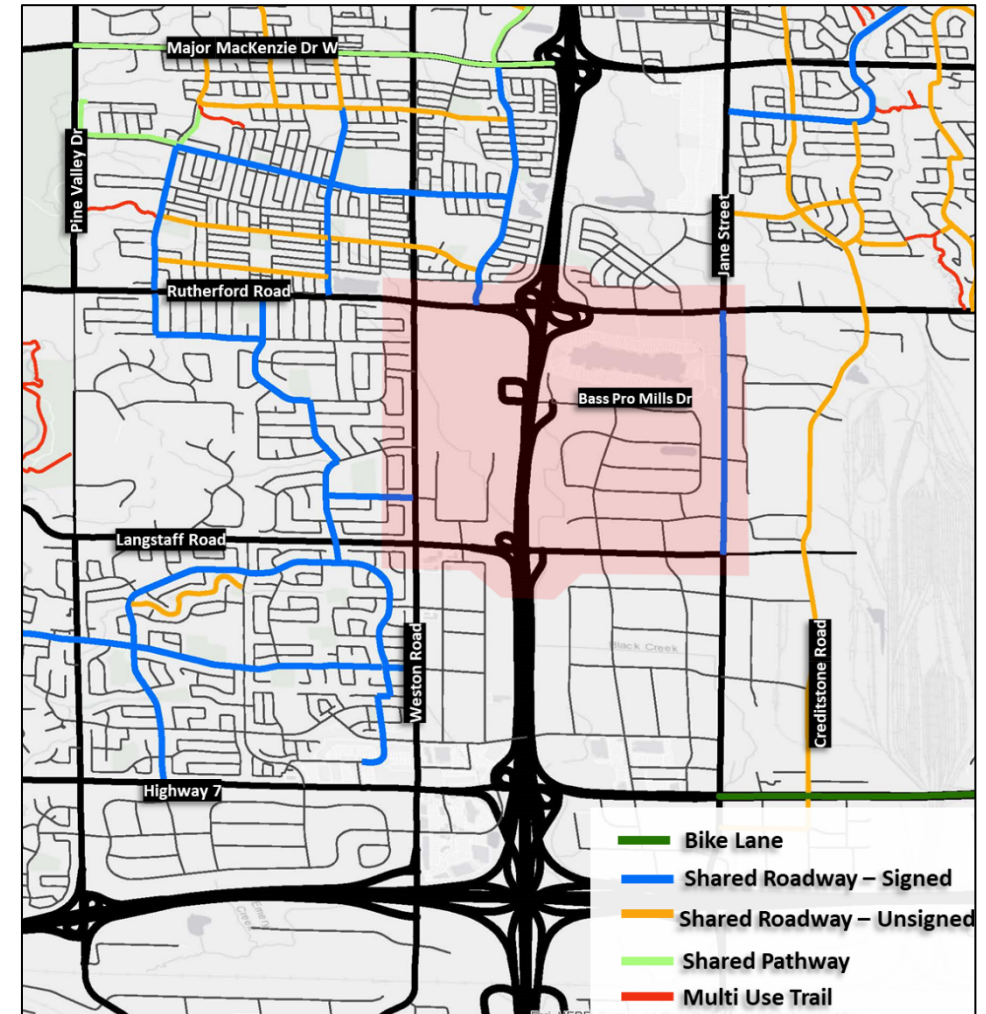 Major MacKenzie Dr W
Pine Valley Dr
Jane Street
Rutherford Road
Bass Pro Mills Dr
Langstaff Road
Weston Road
Black Creek
Creditstone Road
Highway 7
Bike Lane
Shared Roadway – Signed
Shared Roadway – Unsigned
Shared Pathway
Multi Use Trail